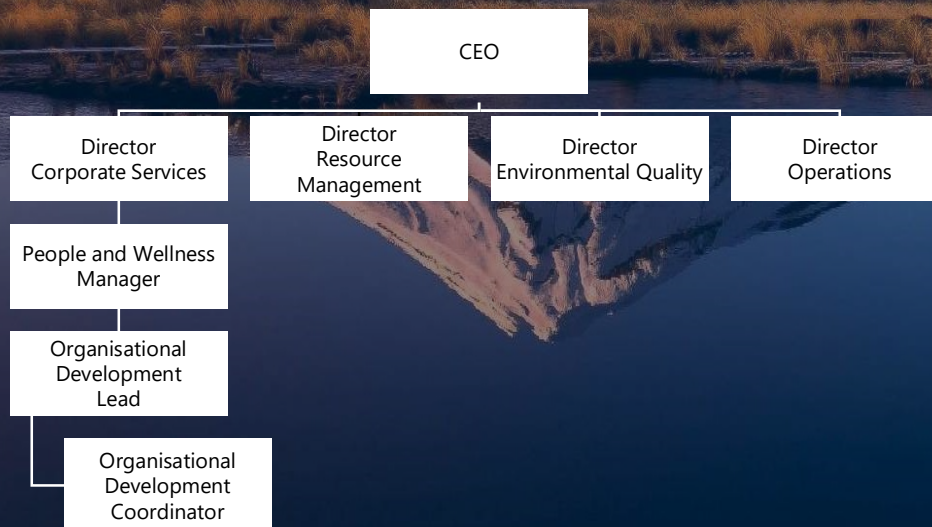 CEO
Director
Corporate Services
Director
Resource
Management
Director
Environmental Quality
Director
Operations
People and Wellness
Manager
Organisational
Development
Lead
Organisational
Development
Coordinator